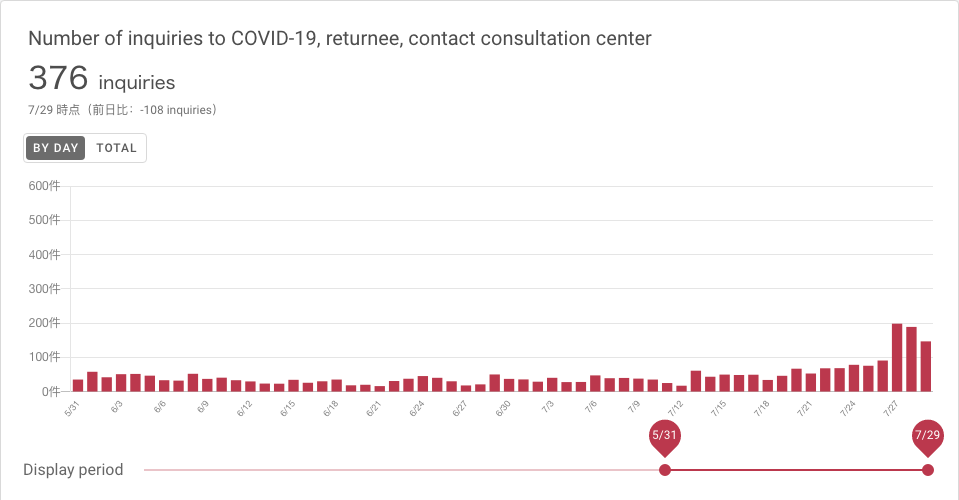 Number of inquiries to COVID-19, returnee, contact consultation center
376 inquiries
7/29 時点（前日比：-108 inquiries）
BY DAY TOTAL
600件
500件
400件
300件
200件
100件
0件
5/31 6/3 6/6 6/9 6/12 6/15 6/18 6/21 6/24 6/27 6/30 7/3 7/6 7/9 7/12 7/15 7/18 7/21 7/24 7/27
5/31 7/29
Display period